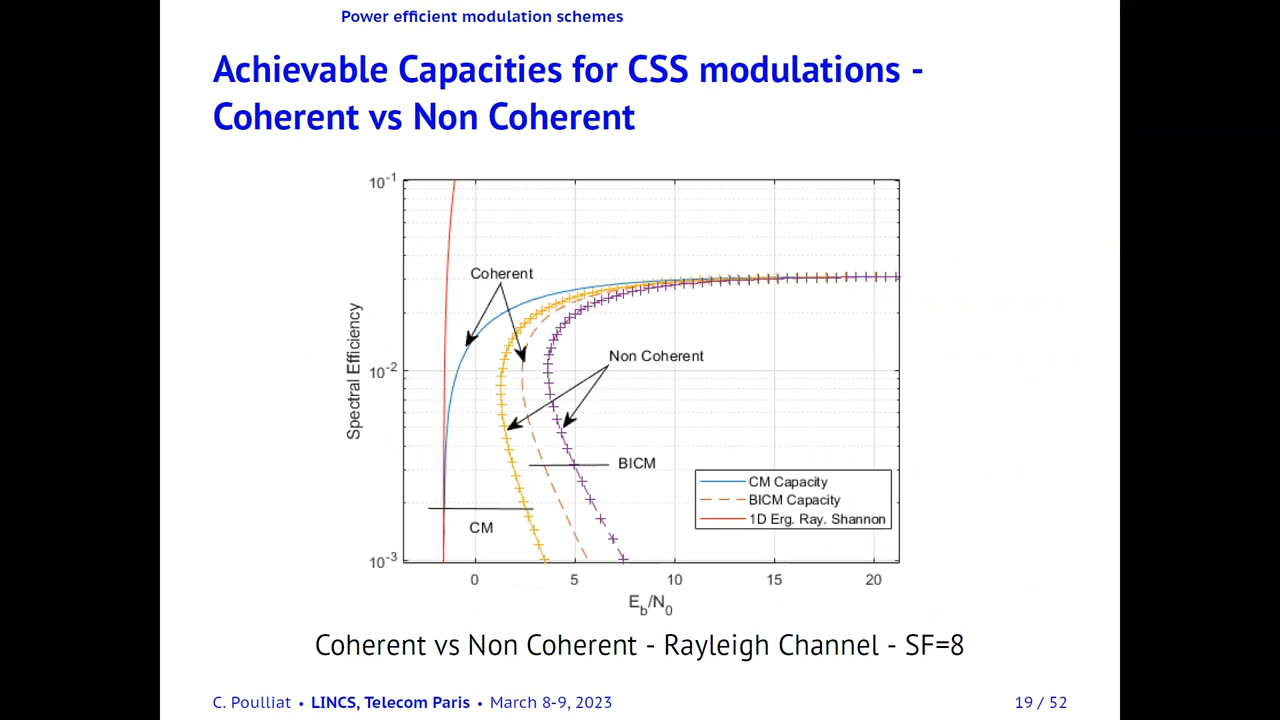 Power efficient modulation schemes
Achievable Capacities for CSS modulations -
Coherent vs Non Coherent
10^-1
Coherent
Non Coherent
10^-2
Spectral Efficiency
BICM
CM Capacity
BICM Capacity
1D Erg. Ray. Shannon
CM
10^-3
0 5 10 15 20
E_b/N_0
Coherent vs Non Coherent - Rayleigh Channel - SF=8
C. Poulliat • LINCS, Telecom Paris • March 8-9, 2023 19 / 52